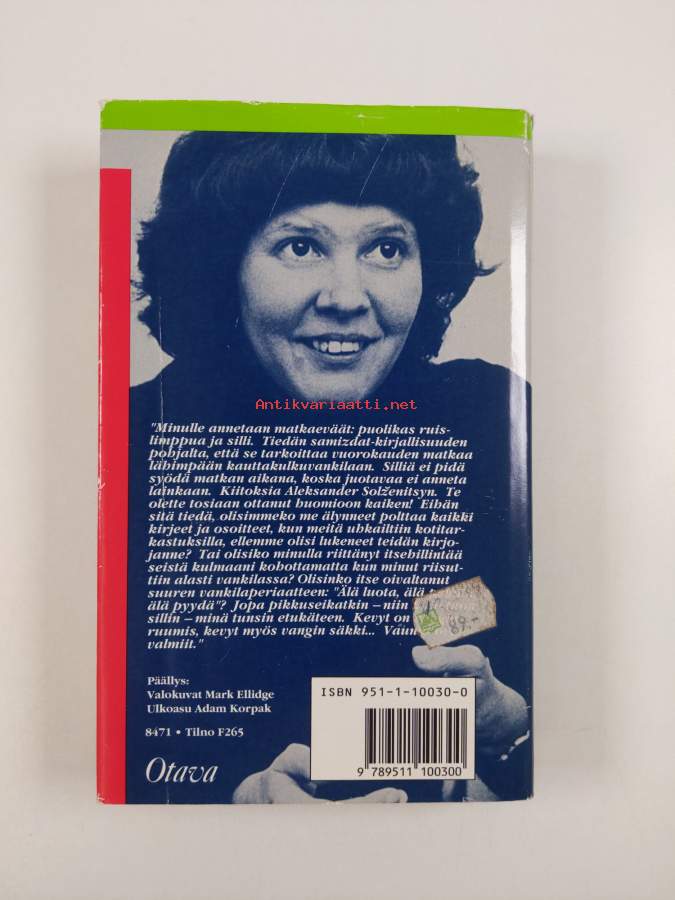 Antikvariaatti.net
"Minulle annetaan matkaeväät: puolikas ruis-
limppua ja silli. Tiedän samizdat-kirjallisuuden
pohjalta, että se tarkoittaa vuorokauden matkaa
lähimpään kauttakulkuvankilaan. Silliä ei pidä
syödä matkan aikana, koska juotavaa ei anneta
lainkaan. Kiitoksia Aleksander Solženitsyn. Te
olette tosiaan ottanut huomioon kaiken! Eihän
sitä tiedä, olisimmeko me älynneet polttaa kaikki
kirjeet ja osoitteet, kun meitä uhkailtiin kotitar-
kastuksilla, ellemme olisi lukeneet teidän kirjo-
janne? Tai olisiko minulla riittänyt itsehillintää
seistä kulmaani kohottamatta kun minut riisut-
tiin alasti vankilassa? Olisinko itse oivaltanut
suuren vankilaperiaatteen: "Älä luota, älä
älä pyydä"? Jopa pikkuseikatkin – niin
sillin – minä tunsin etukäteen. Kevyt on
ruumis, kevyt myös vangin säkki...
valmiit."
89,-
Päällys:
Valokuvat Mark Ellidge
Ulkoasu Adam Korpak
8471 • Tilno F265
Otava
ISBN 951-1-10030-0
9 789511 100300